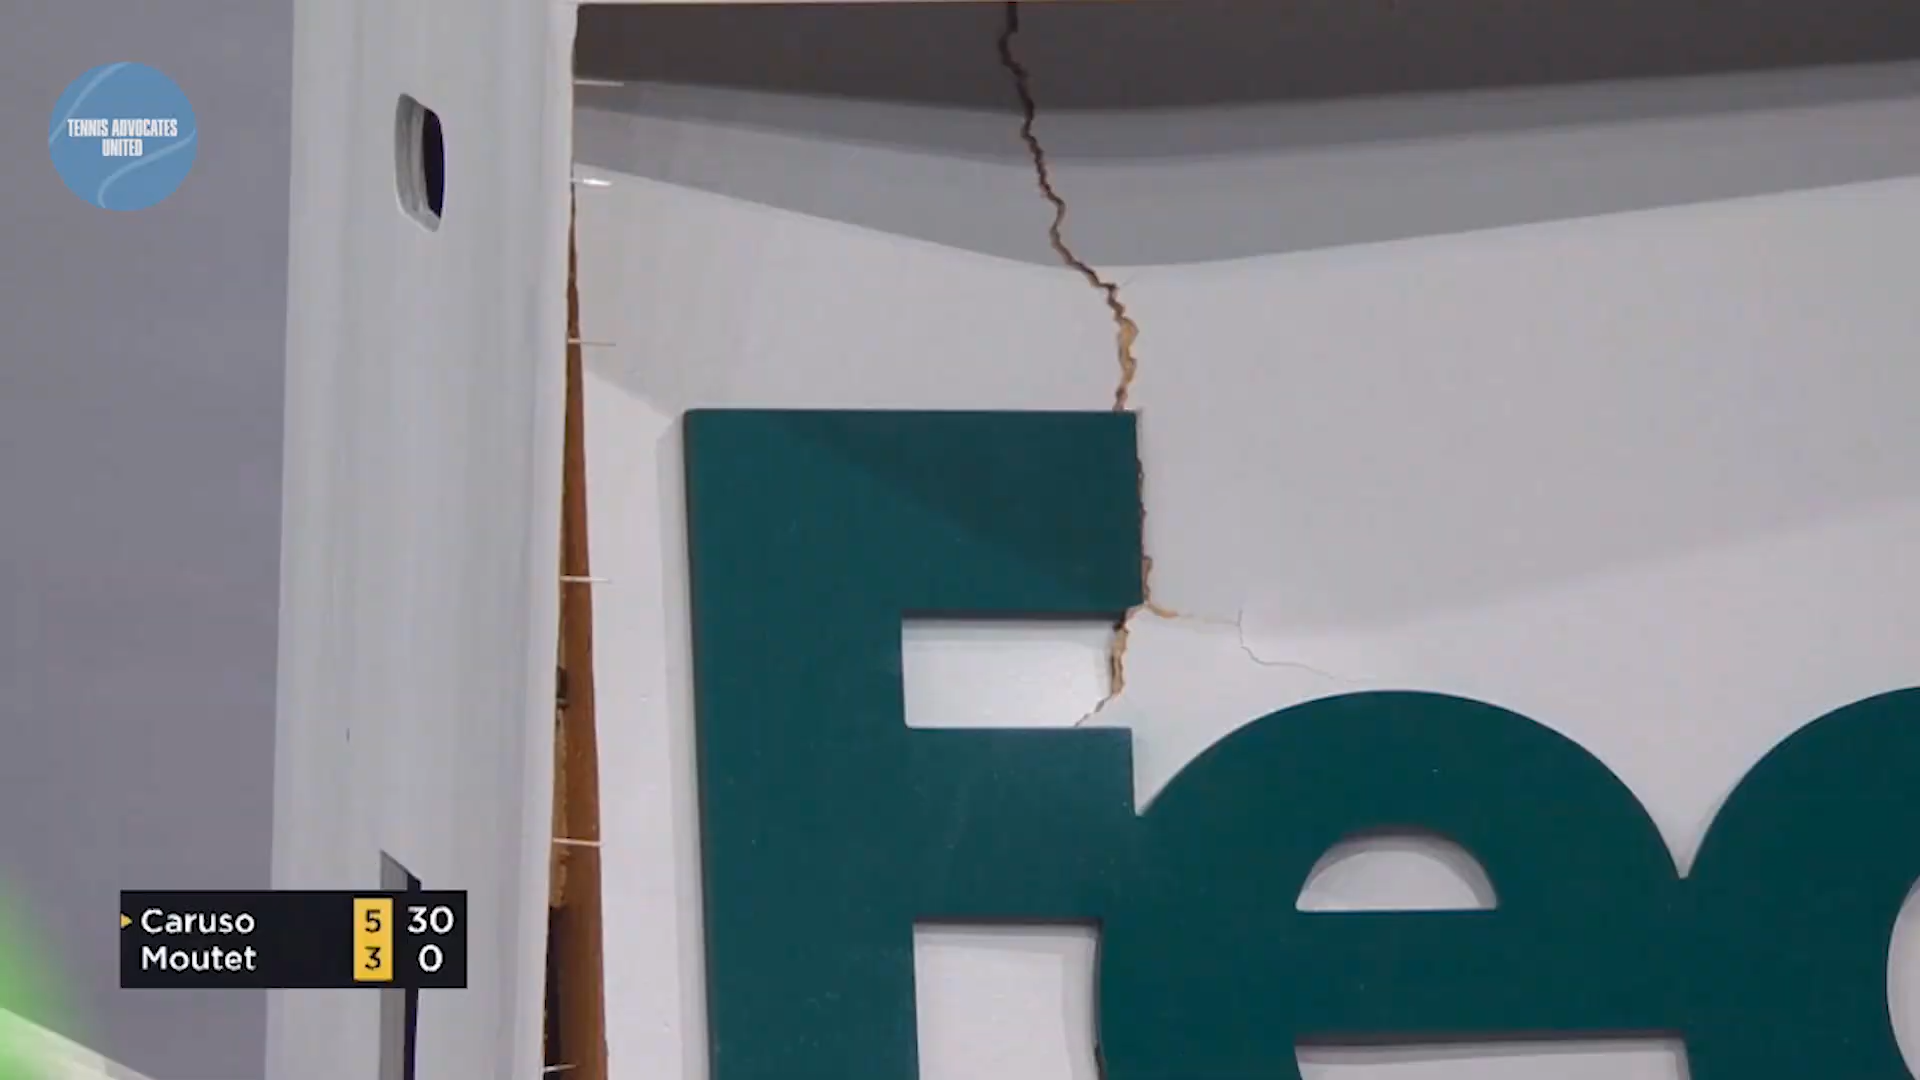 TENNIS ADVOCATES
UNITED
Fe
Caruso 5 30
Moutet 3 0